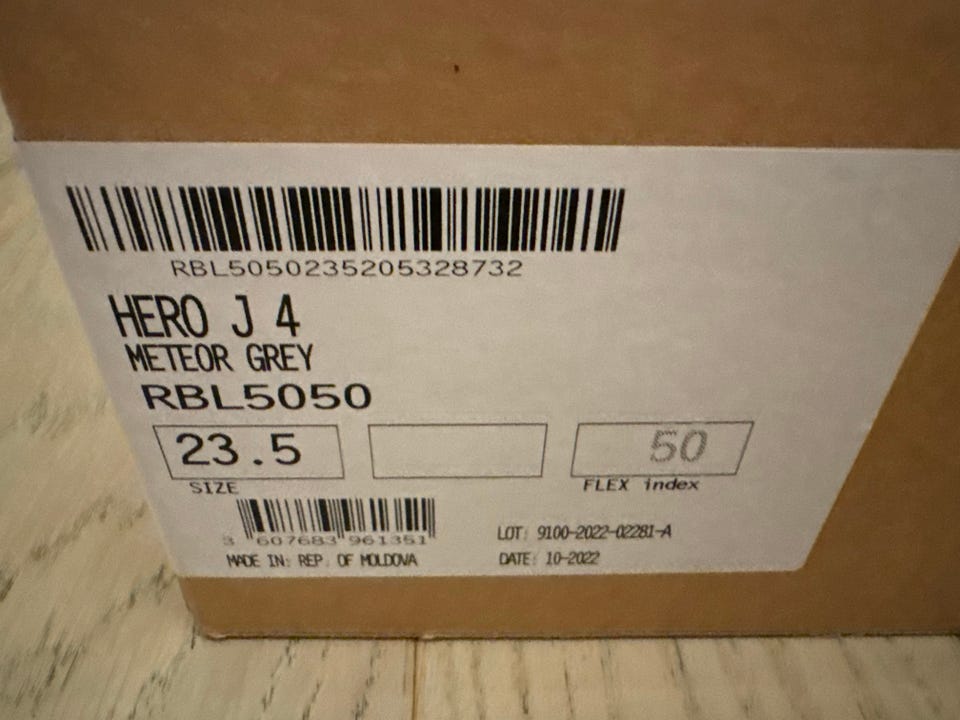 RBL5050235205328732
HERO J 4
METEOR GREY
RBL5050
23.5
50
SIZE
FLEX index
3 607683 961351
LOT: 9100-2022-02281-A
MADE IN: REP. OF MOLDOVA
DATE: 10-2022